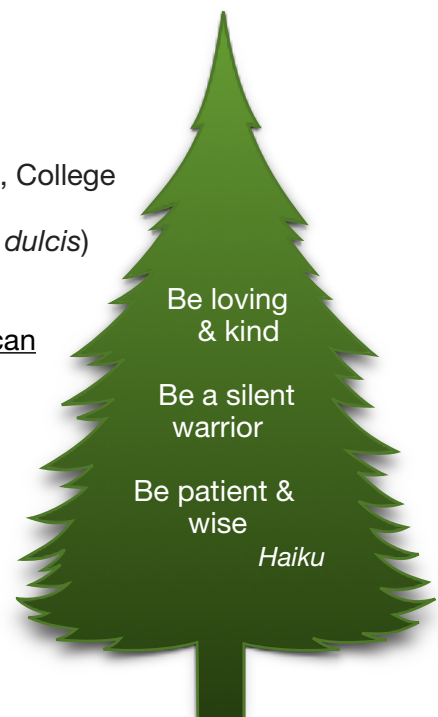 , College
dulcis)
can
Be loving
& kind
Be a silent
warrior
Be patient &
wise
Haiku